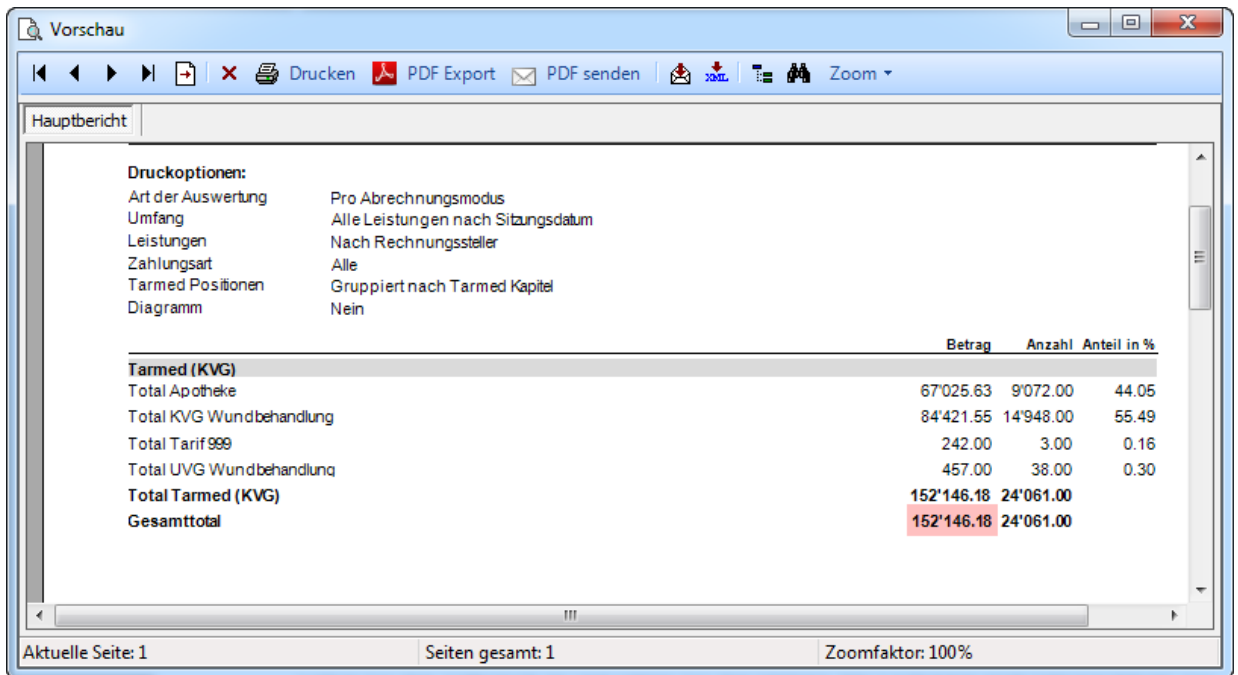 Vorschau
Drucken PDF Export PDF senden XML Zoom
Hauptbericht
Druckoptionen:
Art der Auswertung Pro Abrechnungsmodus
Umfang Alle Leistungen nach Sitzungsdatum
Leistungen Nach Rechnungssteller
Zahlungsart Alle
Tarmed Positionen Gruppiert nach Tarmed Kapitel
Diagramm Nein
Betrag Anzahl Anteil in %
Tarmed (KVG)
Total Apotheke 67'025.63 9'072.00 44.05
Total KVG Wundbehandlung 84'421.55 14'948.00 55.49
Total Tarif 999 242.00 3.00 0.16
Total UVG Wundbehandlung 457.00 38.00 0.30
Total Tarmed (KVG) 152'146.18 24'061.00
Gesamttotal 152'146.18 24'061.00
Aktuelle Seite: 1 Seiten gesamt: 1 Zoomfaktor: 100%